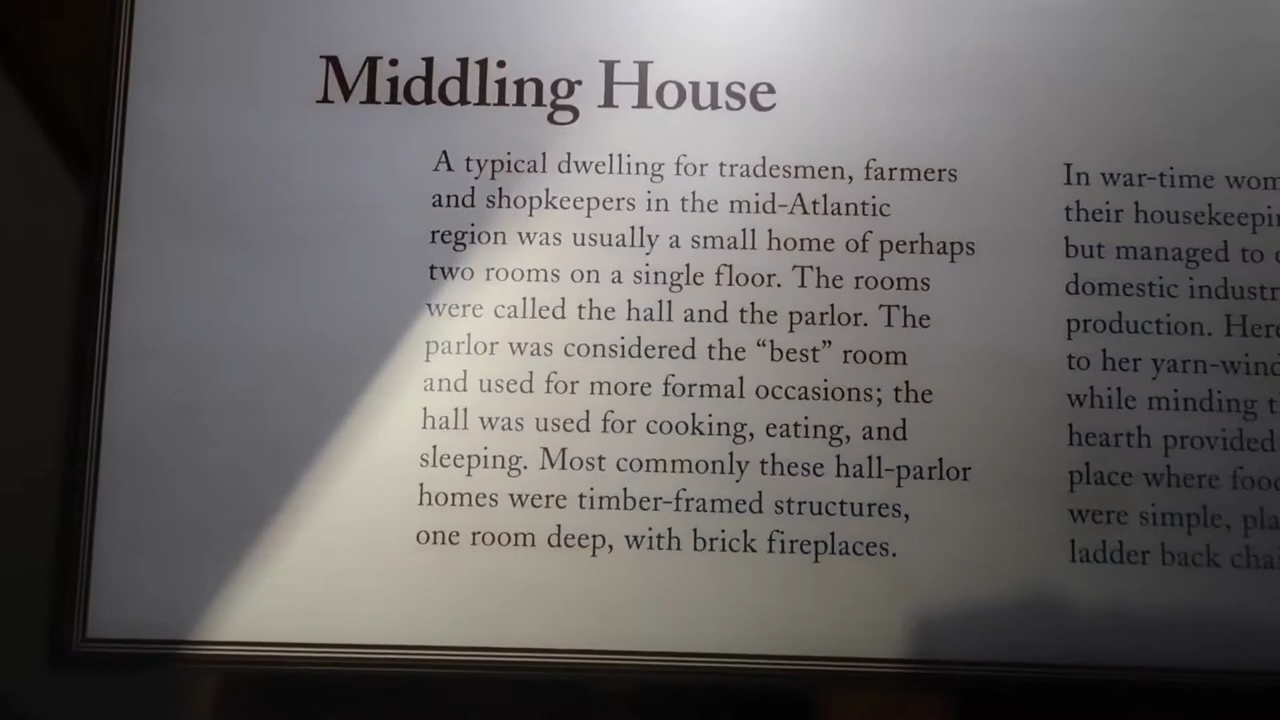 Middling House
A typical dwelling for tradesmen, farmers
and shopkeepers in the mid-Atlantic
region was usually a small home of perhaps
two rooms on a single floor. The rooms
were called the hall and the parlor. The
parlor was considered the “best” room
and used for more formal occasions; the
hall was used for cooking, eating, and
sleeping. Most commonly these hall-parlor
homes were timber-framed structures,
one room deep, with brick fireplaces.
In war-time
their
but managed to
domestic
production.
to her
while minding
hearth provided
place where
were simple,
ladder back